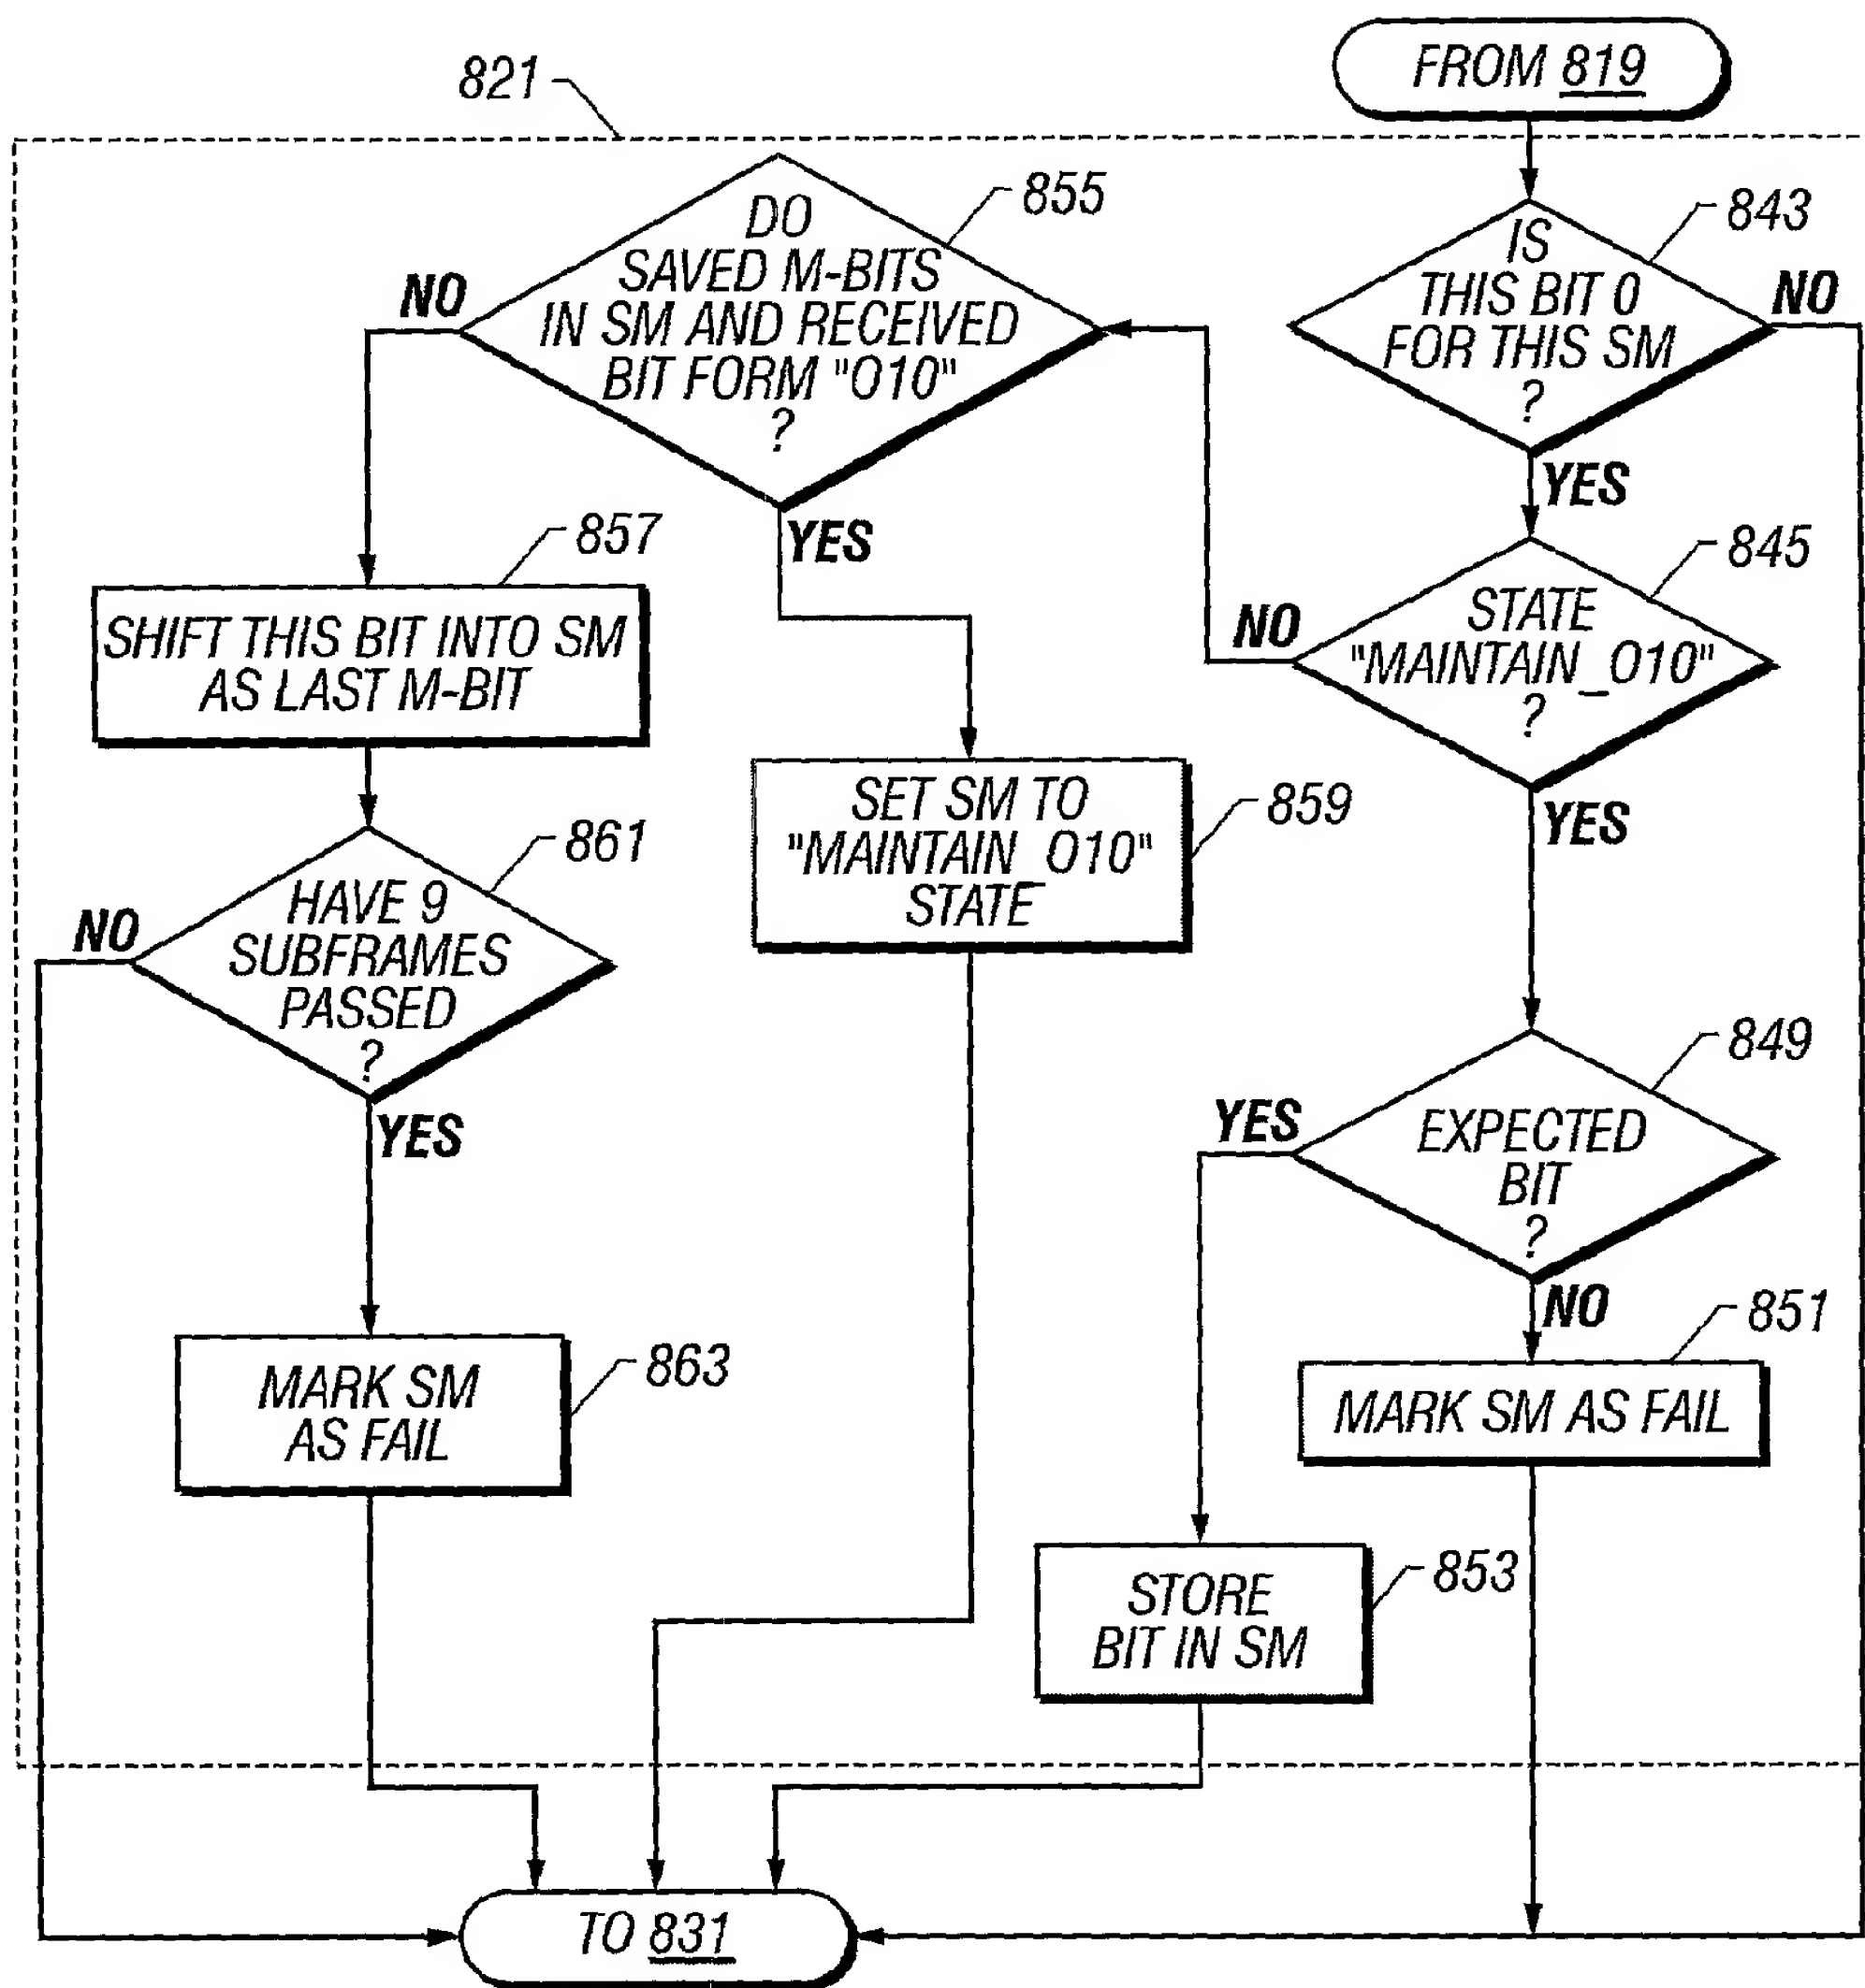 FROM 819
821
855
DO
SAVED M-BITS
IN SM AND RECEIVED
BIT FORM "O10"
?
NO
YES
843
IS
THIS BIT 0
FOR THIS SM
?
NO
YES
857
SHIFT THIS BIT INTO SM
AS LAST M-BIT
845
STATE
"MAINTAIN_O10"
?
NO
YES
859
SET SM TO
"MAINTAIN_O10"
STATE
861
HAVE 9
SUBFRAMES
PASSED
?
NO
YES
849
EXPECTED
BIT
?
YES
NO
863
MARK SM
AS FAIL
851
MARK SM AS FAIL
853
STORE
BIT IN SM
TO 831